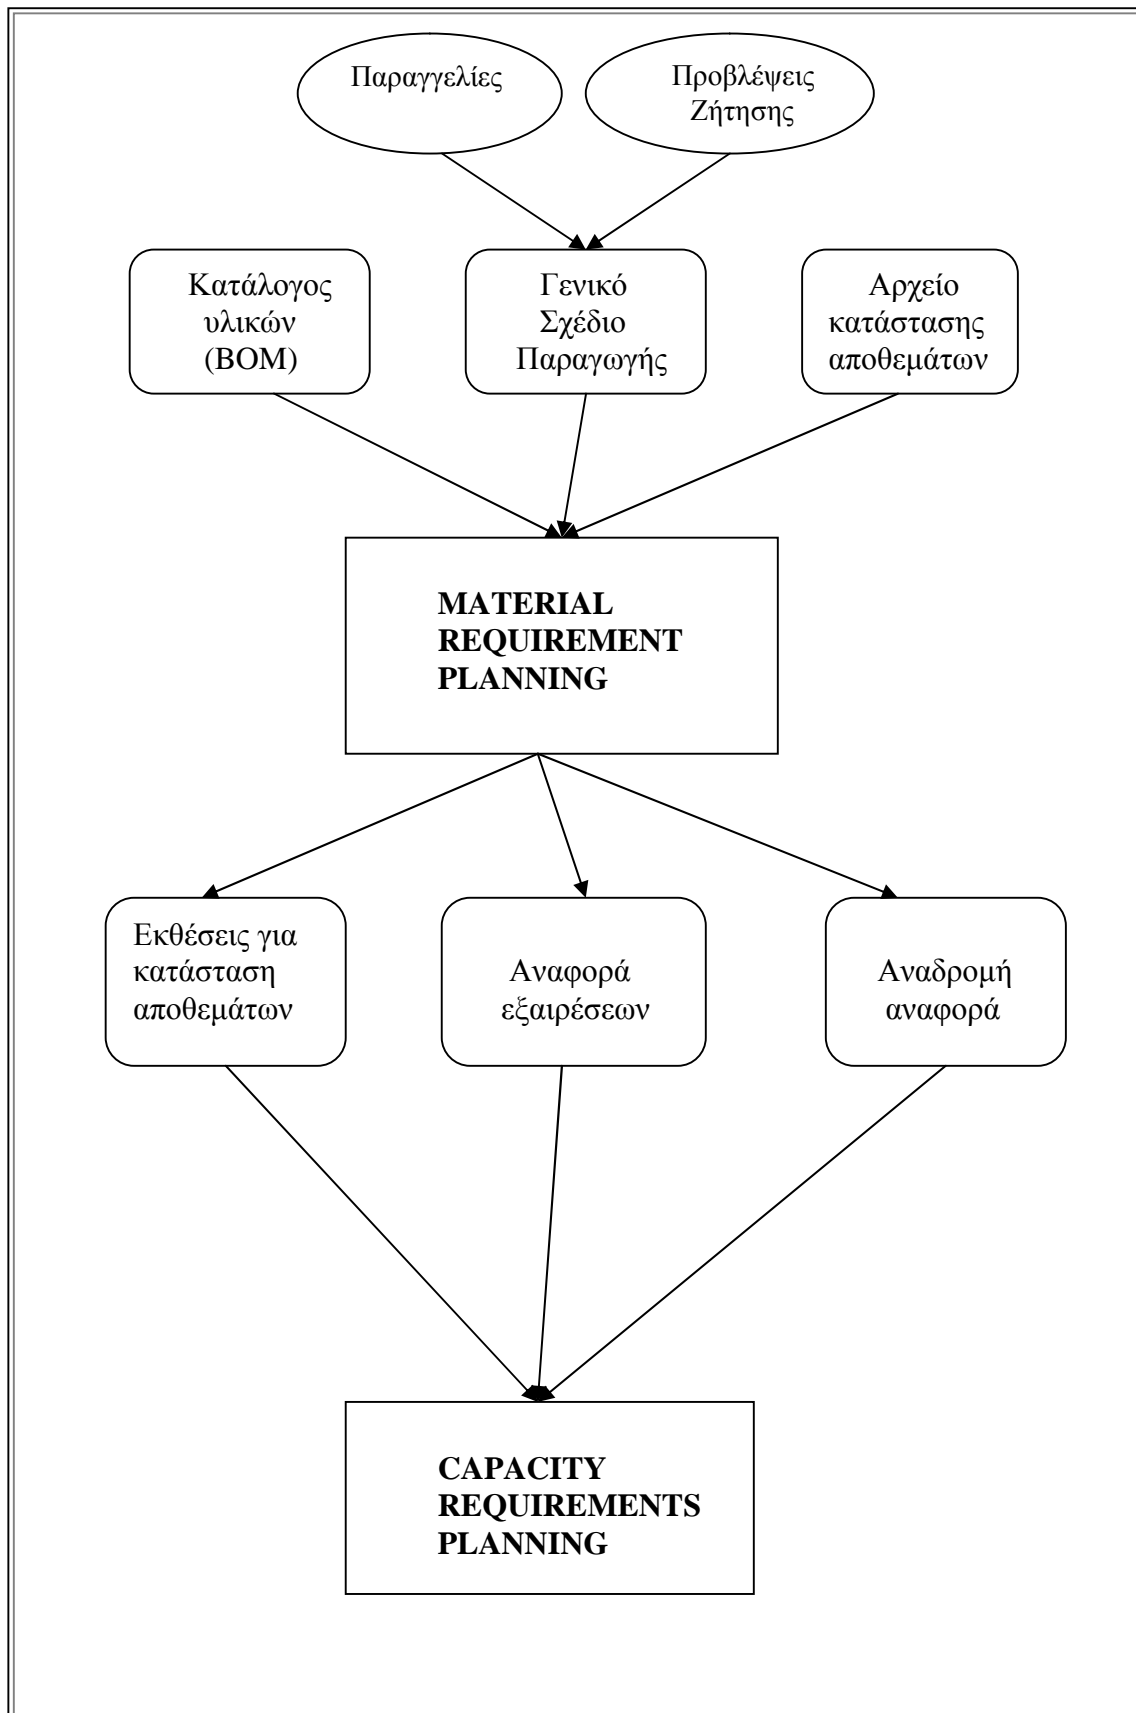 Παραγγελίες
Προβλέψεις
Ζήτησης
Κατάλογος
υλικών
(BOM)
Γενικό
Σχέδιο
Παραγωγής
Αρχείο
κατάστασης
αποθεμάτων
MATERIAL
REQUIREMENT
PLANNING
Εκθέσεις για
κατάσταση
αποθεμάτων
Αναφορά
εξαιρέσεων
Αναδρομή
αναφορά
CAPACITY
REQUIREMENTS
PLANNING